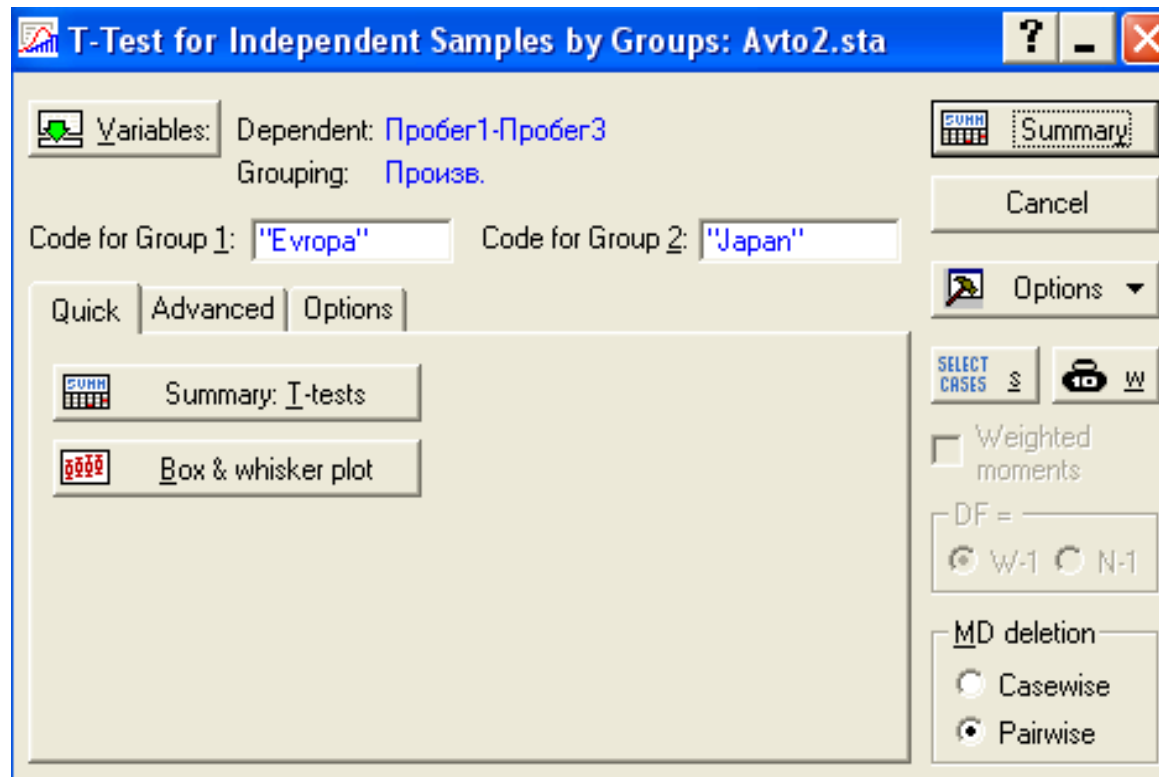 T-Test for Independent Samples by Groups: Avto2.sta
Variables:
Dependent: Пробег1-Пробег3
Grouping: Произв.
Code for Group 1: "Evropa" Code for Group 2: "Japan"
Quick Advanced Options
Summary: T-tests
Box & whisker plot
Summary
Cancel
Options
SELECT CASES S
10 W
Weighted
moments
DF =
W-1 N-1
MD deletion
Casewise
Pairwise